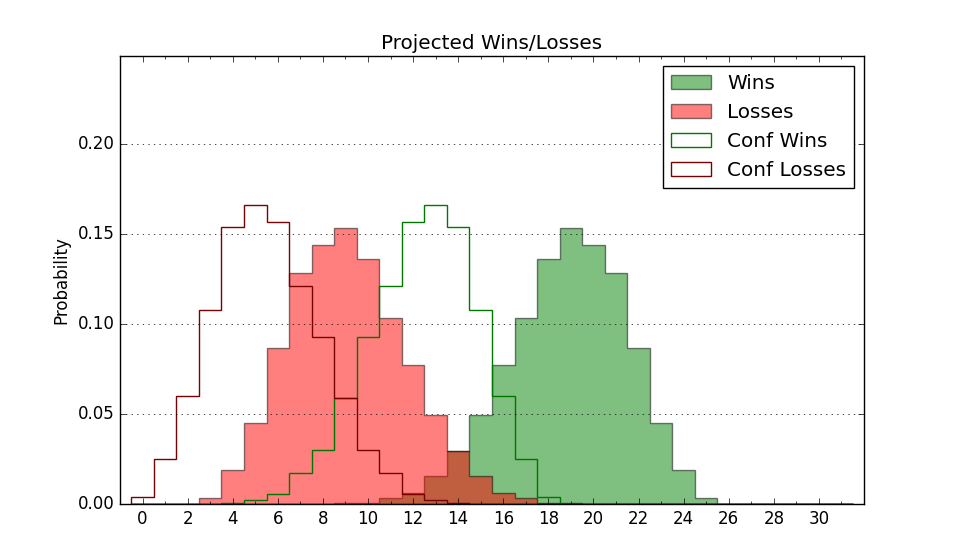 Projected Wins/Losses
Wins
Losses
Conf Wins
Conf Losses
Probability
0.20
0.15
0.10
0.05
0.00
0 2 4 6 8 10 12 14 16 18 20 22 24 26 28 30